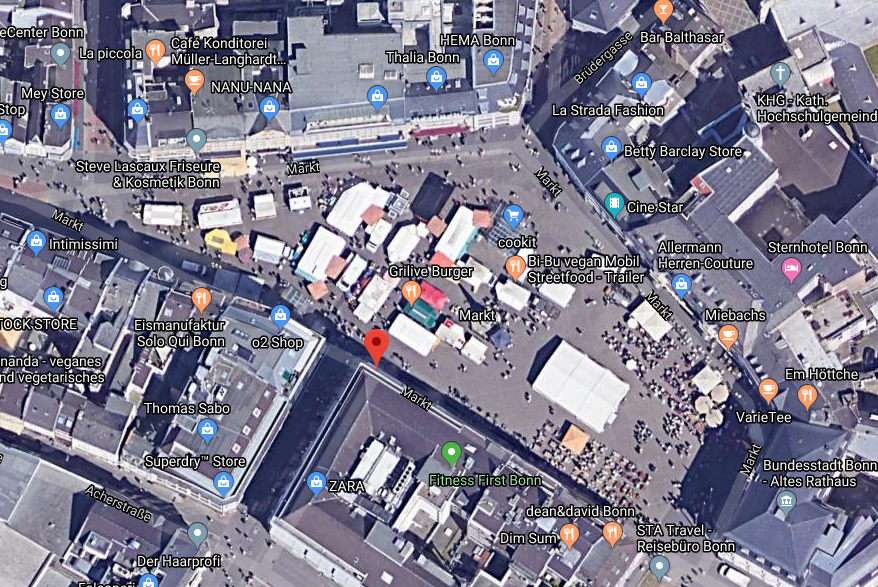 eCenter Bonn
La piccola
Café Konditorei
Müller-Langhardt...
HEMA Bonn
Thalia Bonn
Bar Balthasar
Brüdergasse
Mey Store
Stop
NANU-NANA
La Strada Fashion
KHG - Kath.
Hochschulgemeind
Steve Lascaux Friseure
& Kosmetik Bonn
Markt
Betty Barclay Store
Markt
Cine Star
Markt
Intimissimi
cookit
Allermann
Herren-Couture
Sternhotel Bonn
g
Grilive Burger
Bi-Bu vegan Mobil
Streetfood - Trailer
Markt
TOCK STORE
Eismanufaktur
Solo Qui Bonn
o2 Shop
Markt
Miebachs
nanda - veganes
nd vegetarisches
Markt
Em Höttche
Thomas Sabo
VarieTee
Markt
Superdry™ Store
ZARA
Fitness First Bonn
Bundesstadt Bonn
- Altes Rathaus
Acherstraße
dean&david Bonn
Dim Sum
STA Travel -
Reisebüro Bonn
Der Haarprofi
Falconeri